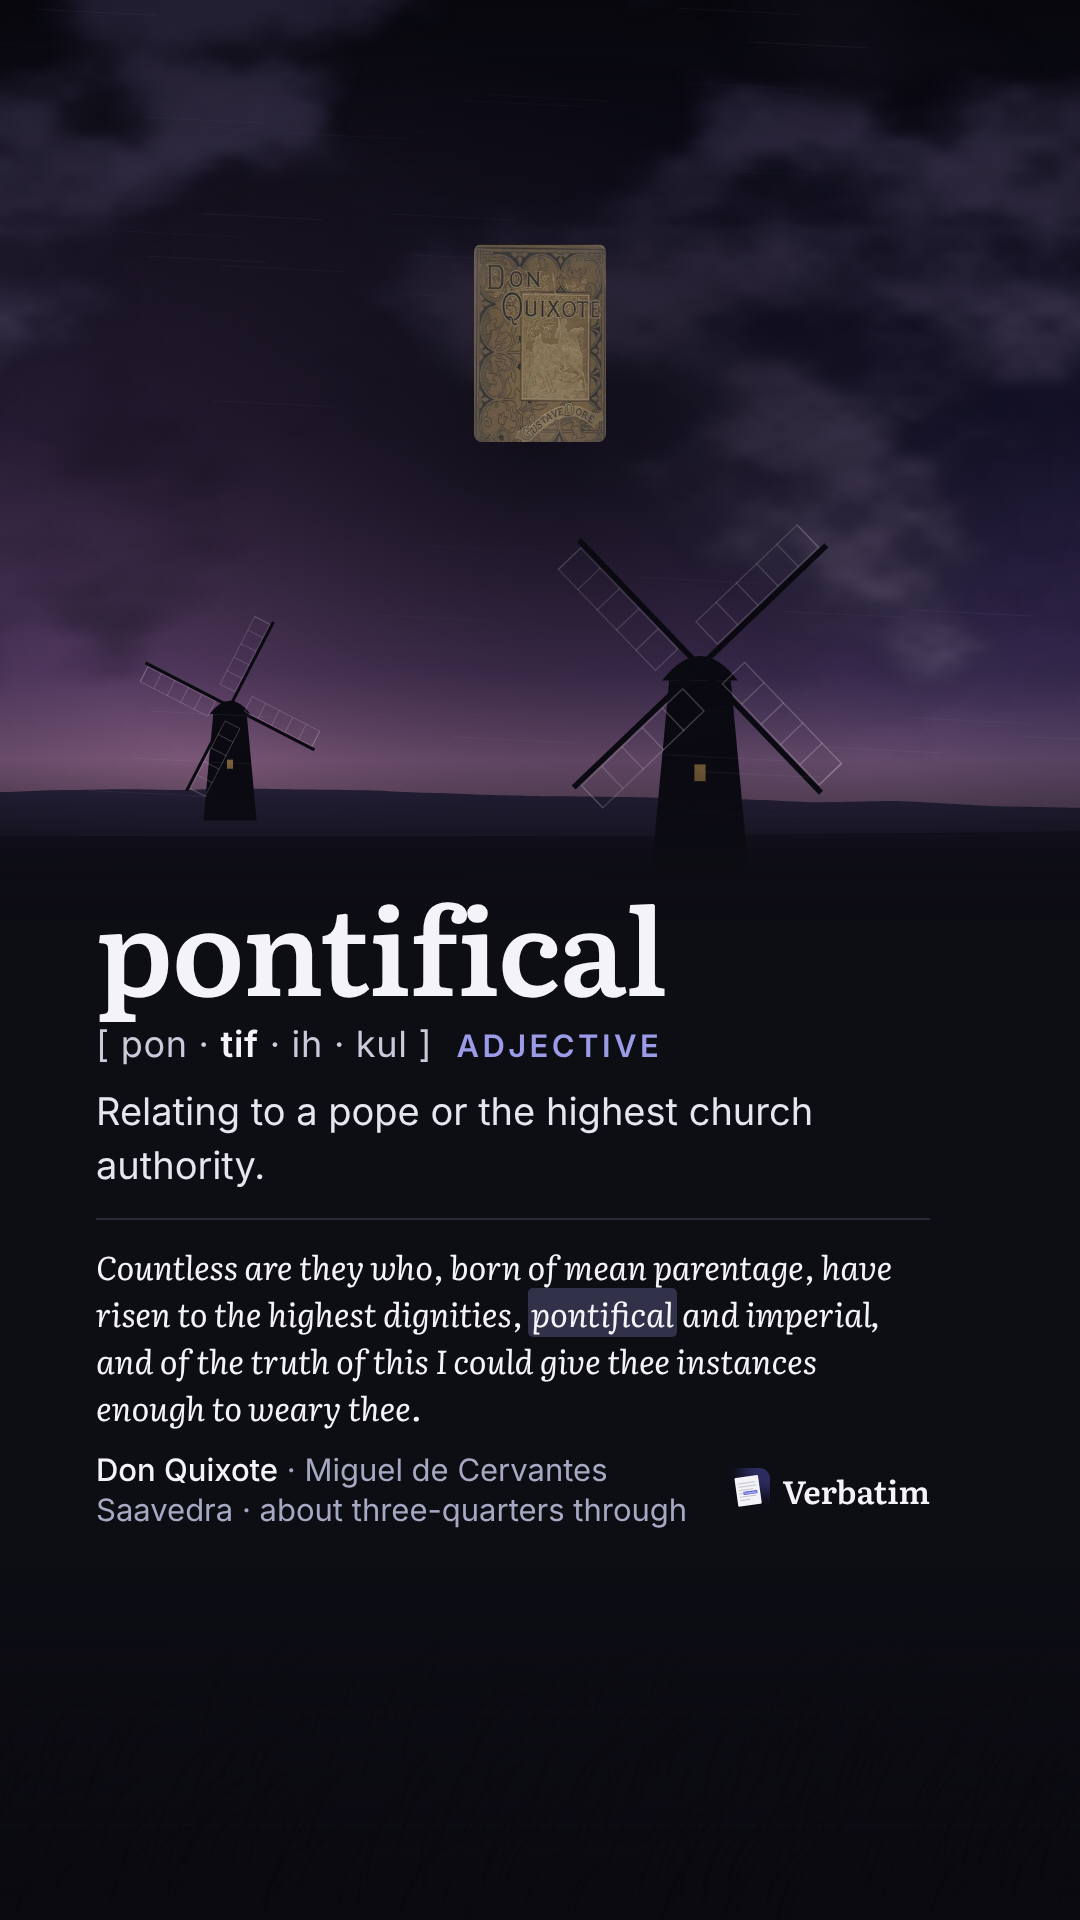 DON
QUIXOTE
GUSTAVE DORÉ
pontifical
[ pon · tif · ih · kul ] ADJECTIVE
Relating to a pope or the highest church
authority.
Countless are they who, born of mean parentage, have
risen to the highest dignities, pontifical and imperial,
and of the truth of this I could give thee instances
enough to weary thee.
Don Quixote · Miguel de Cervantes
Saavedra · about three-quarters through
Verbatim